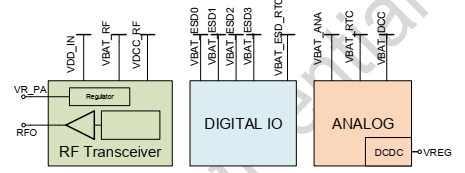 VDD_IN
VBAT_RF
VDCC_RF
VBAT_ESD0
VBAT_ESD1
VBAT_ESD2
VBAT_ESD3
VBAT_ESD_RTC
VBAT_ANA
VBAT_RTC
VBAT_DCC
VR_PA
Regulator
RFO
RF Transceiver
DIGITAL IO
ANALOG
DCDC
VREG